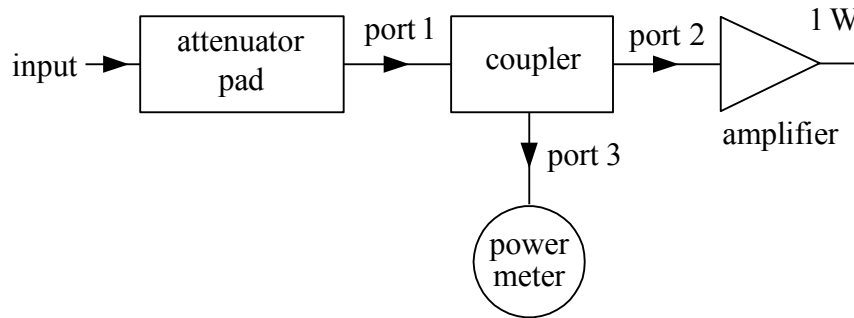 input
attenuator
pad
port 1
coupler
port 2
1 W
amplifier
port 3
power
meter